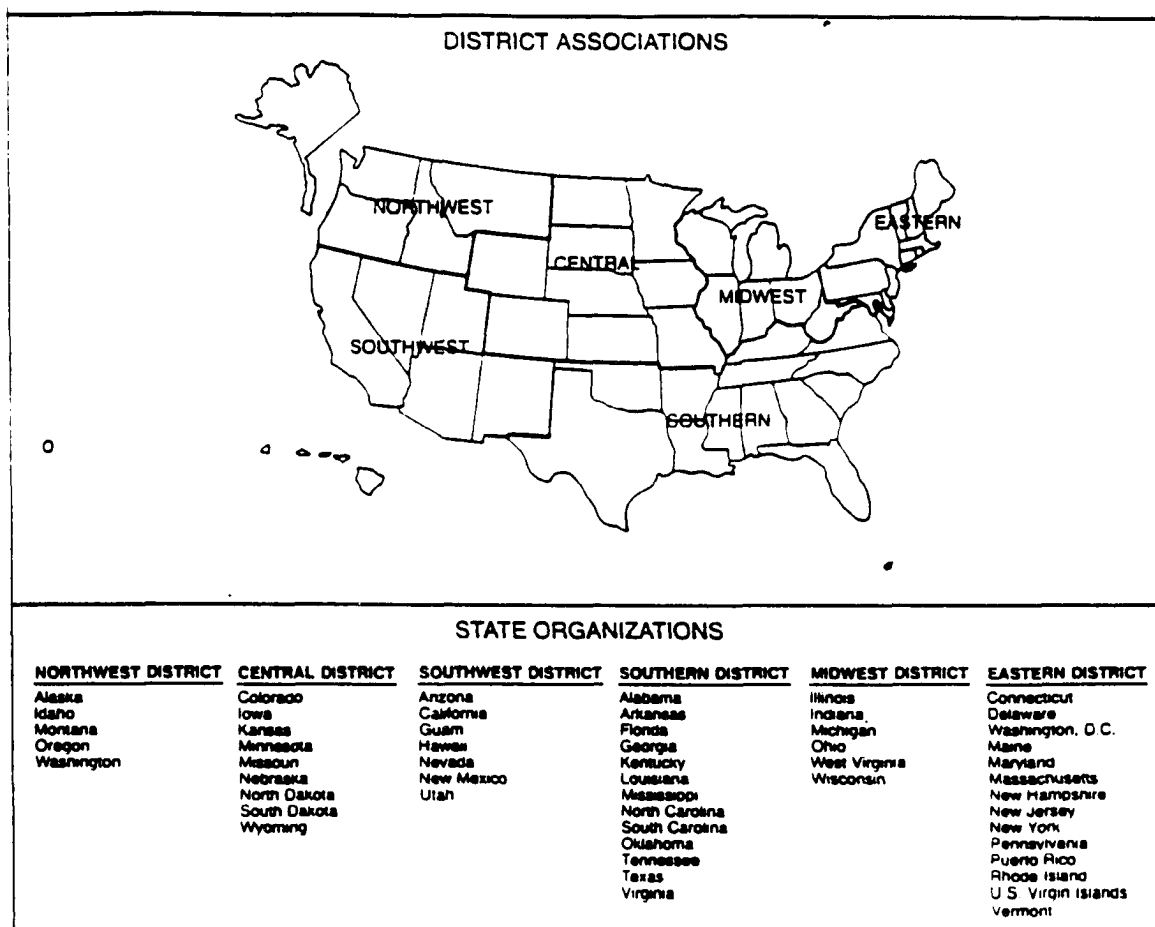 DISTRICT ASSOCIATIONS
NORTHWEST
EASTERN
CENTRAL
MIDWEST
SOUTHWEST
SOUTHERN
STATE ORGANIZATIONS
NORTHWEST DISTRICT
Alaska
Idaho
Montana
Oregon
Washington
CENTRAL DISTRICT
Colorado
Iowa
Kansas
Minnesota
Missouri
Nebraska
North Dakota
South Dakota
Wyoming
SOUTHWEST DISTRICT
Arizona
California
Guam
Hawaii
Nevada
New Mexico
Utah
SOUTHERN DISTRICT
Alabama
Arkansas
Florida
Georgia
Kentucky
Louisiana
Mississippi
North Carolina
South Carolina
Oklahoma
Tennessee
Texas
Virginia
MIDWEST DISTRICT
Illinois
Indiana
Michigan
Ohio
West Virginia
Wisconsin
EASTERN DISTRICT
Connecticut
Delaware
Washington, D.C.
Maine
Maryland
Massachusetts
New Hampshire
New Jersey
New York
Pennsylvania
Puerto Rico
Rhode Island
U.S. Virgin Islands
Vermont